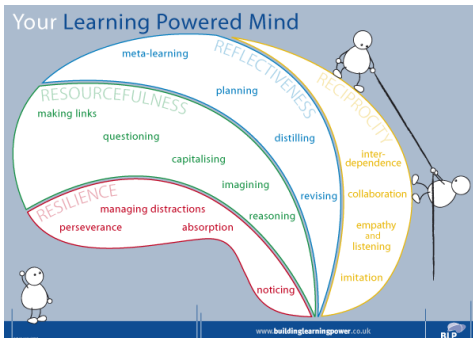 Your Learning Powered Mind
REFLECTIVENESS
meta-learning
planning
distilling
revising
RESOURCEFULNESS
making links
questioning
capitalising
imagining
reasoning
RESILIENCE
managing distractions
perseverance
absorption
noticing
RECIPROCITY
inter-
dependence
collaboration
empathy
and
listening
imitation
www.buildinglearningpower.co.uk
BLP